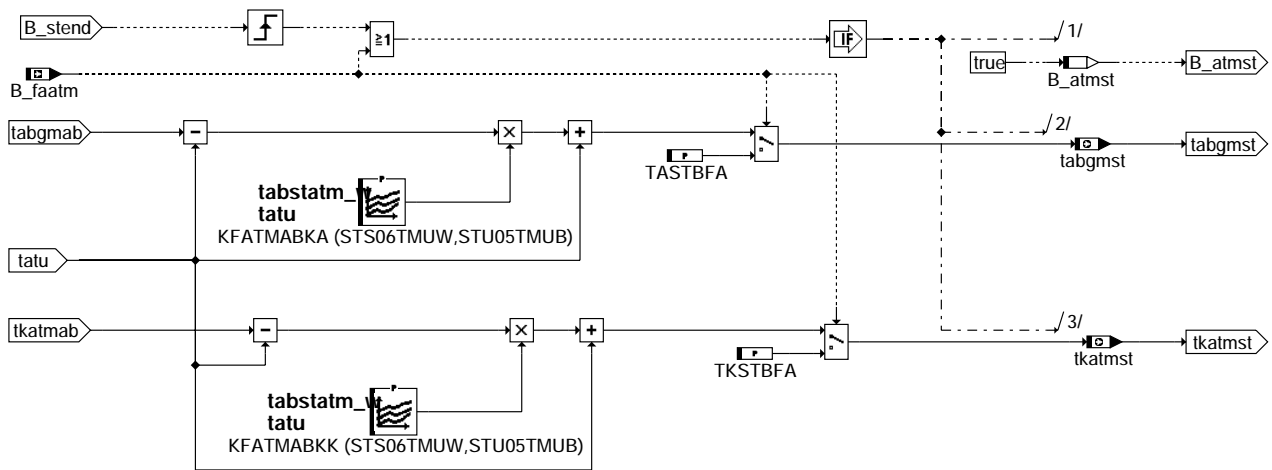 B_stend
≥1
IF
/1/
B_faatm
true
B_atmst
B_atmst
tabgmab
−
×
+
/2/
P
TASTBFA
tabgmst
tabgmst
P
tabstatm_w
tatu
KFATMABKA (STS06TMUW,STU05TMUB)
tatu
tkatmab
−
×
+
/3/
P
TKSTBFA
tkatmst
tkatmst
P
tabstatm_w
tatu
KFATMABKK (STS06TMUW,STU05TMUB)